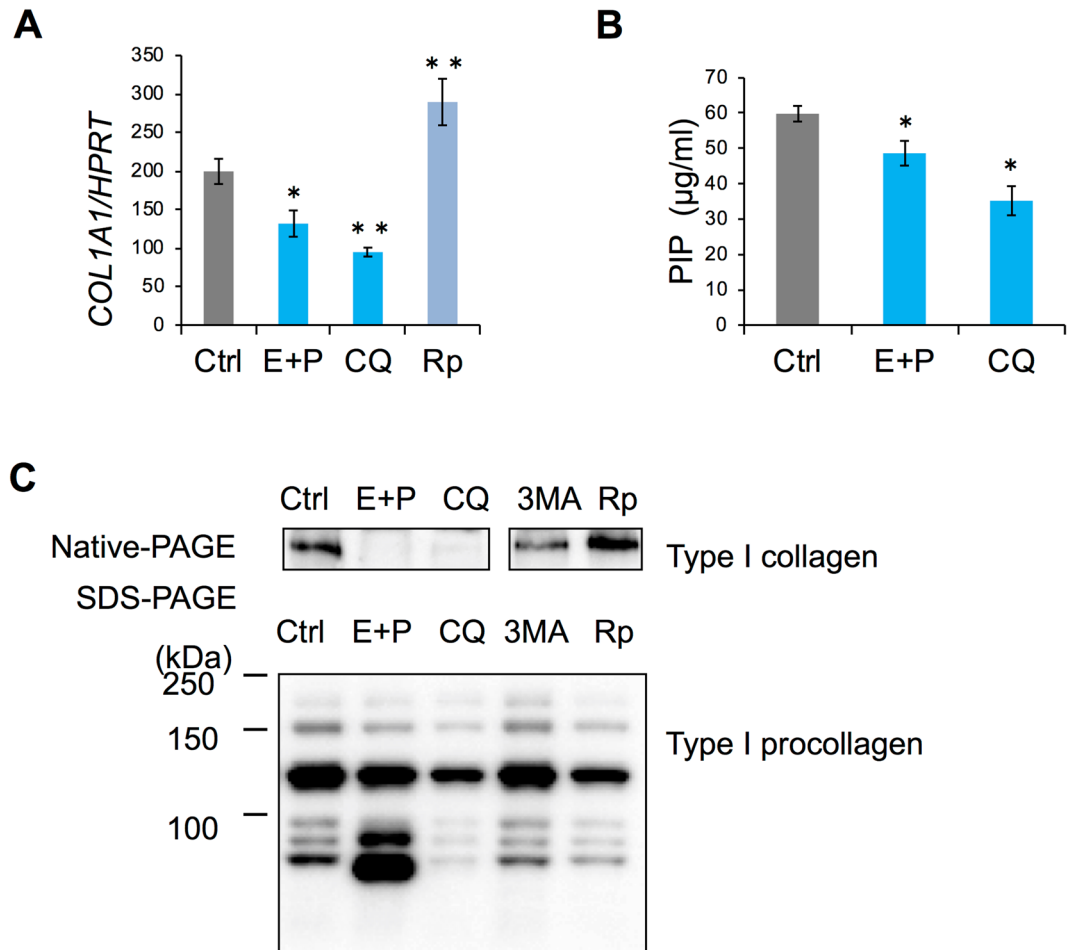 A
COL1A1/HPRT
350
300
250
200
150
100
50
0
*
* *
* *
Ctrl E+P CQ Rp
B
PIP (µg/ml)
70
60
50
40
30
20
10
0
*
*
Ctrl E+P CQ
C
Ctrl E+P CQ 3MA Rp
Native-PAGE
Type I collagen
SDS-PAGE
Ctrl E+P CQ 3MA Rp
(kDa)
250
150
Type I procollagen
100